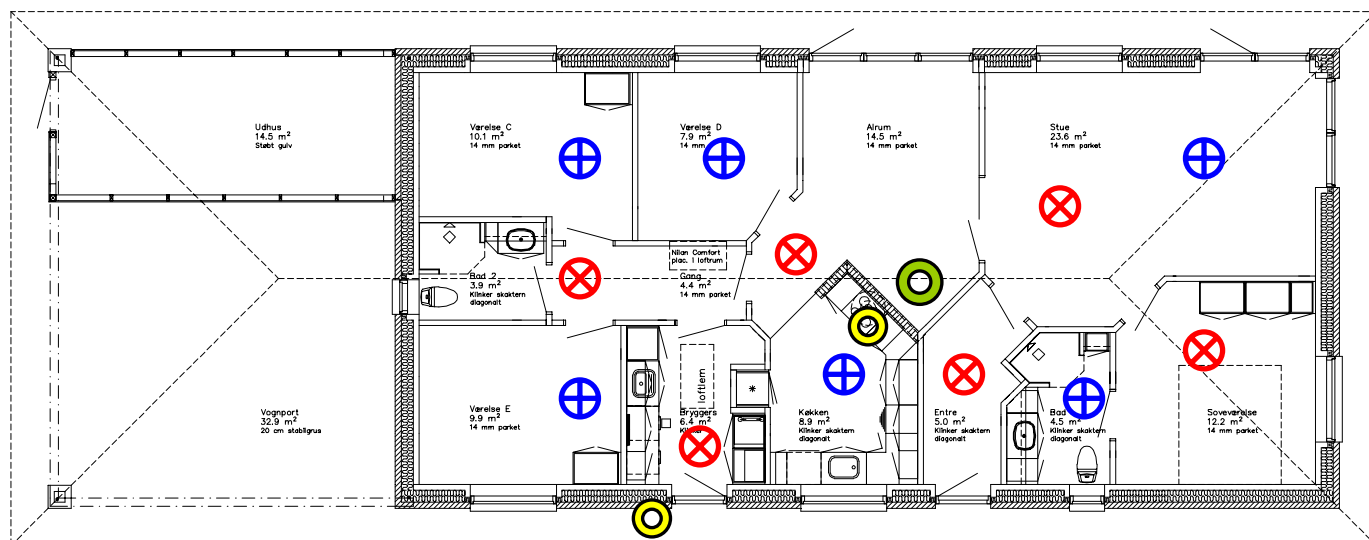 Udhus
14.5 m²
Støbt gulv
Værelse C
10.1 m²
14 mm parket
Værelse D
7.9 m²
14 mm
Alrum
14.5 m²
14 mm parket
Stue
23.6 m²
14 mm parket
Nilan Comfort
plac. i loftrum
Bad 2
3.9 m²
Klinker skaktern
diagonalt
Gang
4.4 m²
14 mm parket
loftlem
Vognport
32.9 m²
20 cm stabilgrus
Værelse E
9.9 m²
14 mm parket
Bryggers
6.4 m²
Køkken
8.9 m²
Klinker skaktern
diagonalt
Entre
5.0 m²
Klinker skaktern
diagonalt
Bad
4.5 m²
Klinker skaktern
diagonalt
Soveværelse
12.2 m²
14 mm parket